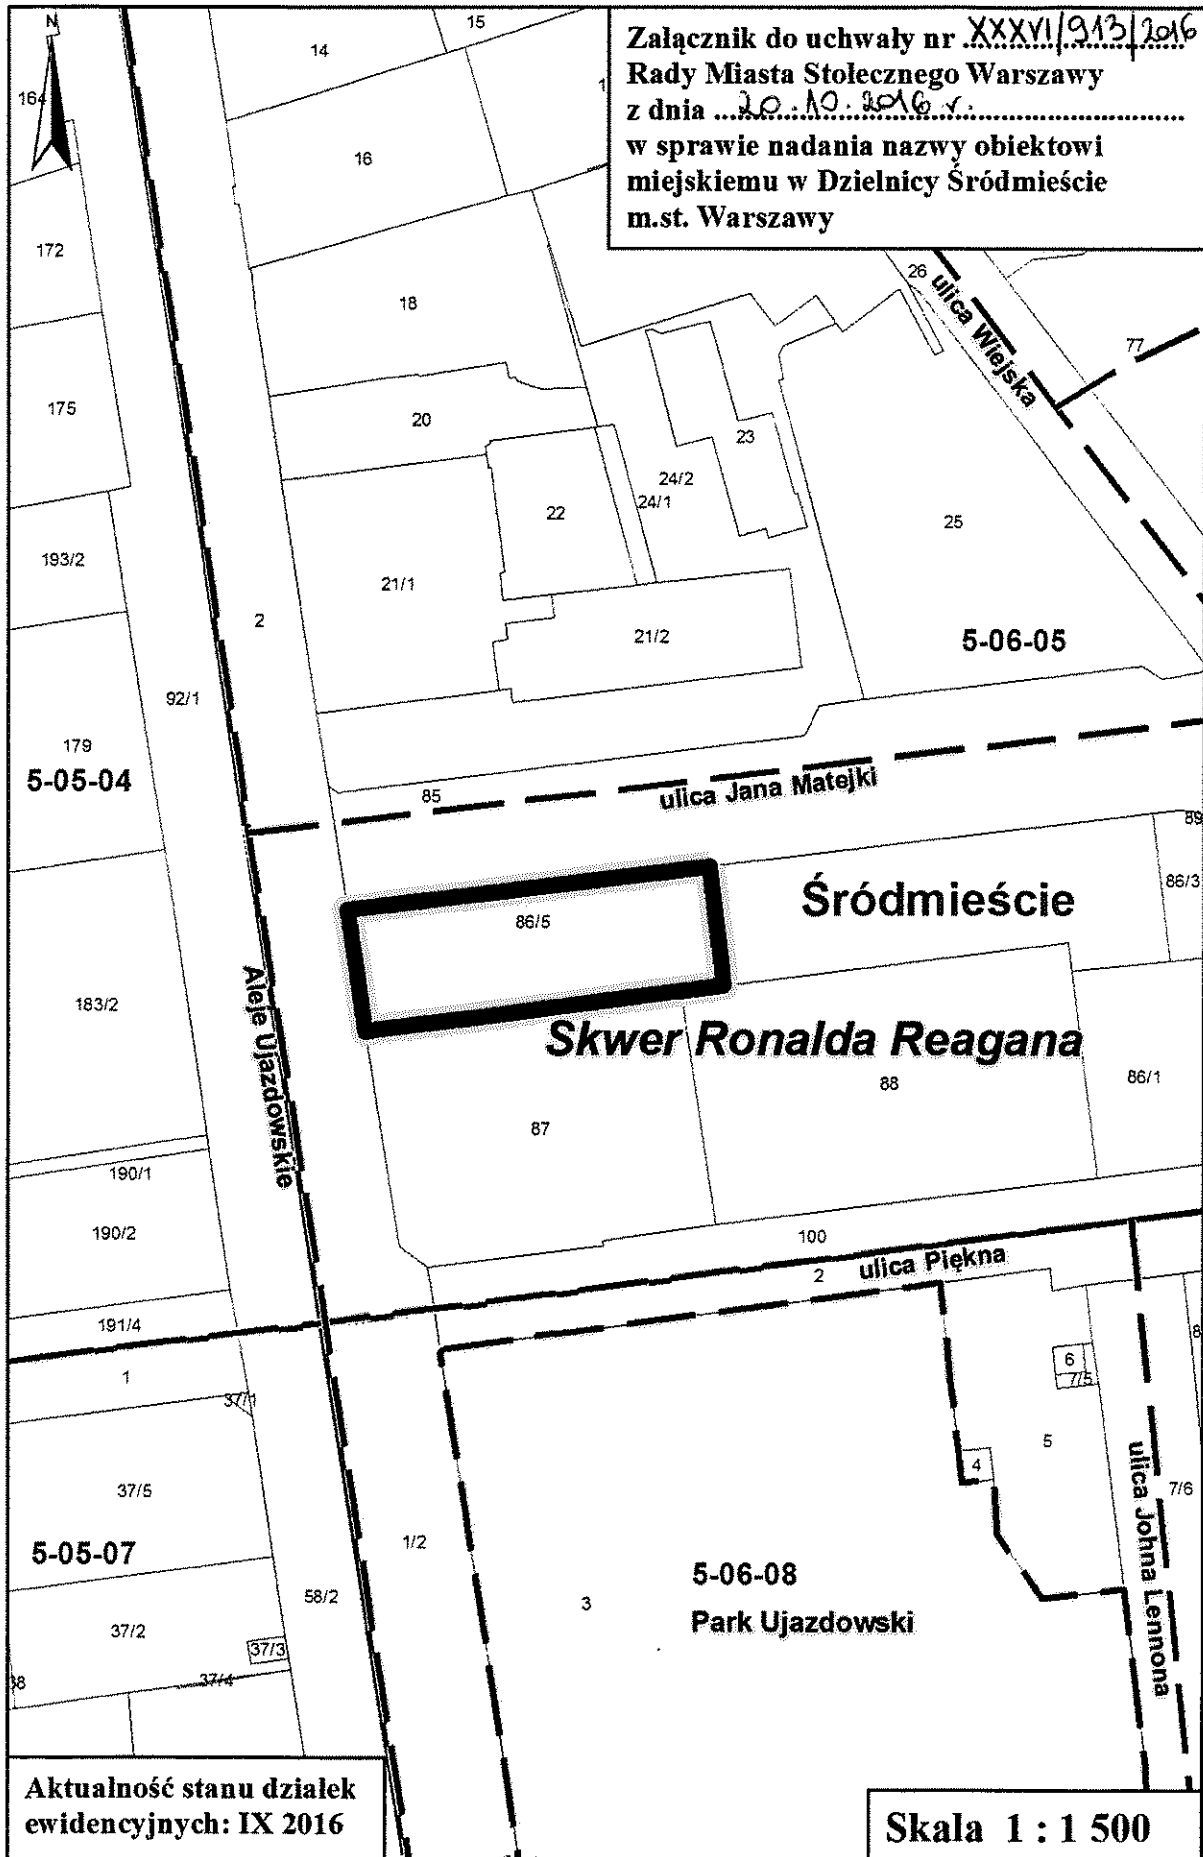 N
Załącznik do uchwały nr XXXVI/913/2016
Rady Miasta Stołecznego Warszawy
z dnia 20.10.2016 r.
w sprawie nadania nazwy obiektowi
miejskiemu w Dzielnicy Śródmieście
m.st. Warszawy
15
14
164
16
172
18
26
ulica Wiejska
77
175
20
23
24/2
24/1
22
25
193/2
21/1
2
21/2
5-06-05
92/1
179
5-05-04
85
ulica Jana Matejki
89
86/3
Śródmieście
86/5
183/2
Aleje Ujazdowskie
Skwer Ronalda Reagana
88
86/1
87
190/1
190/2
100
ulica Piękna
2
191/4
1
37/1
6
7/5
5
4
37/5
7/6
ulica Johna Lennona
1/2
5-05-07
5-06-08
58/2
3
Park Ujazdowski
37/2
37/3
37/4
38
Aktualność stanu działek
ewidencyjnych: IX 2016
Skala 1 : 1 500